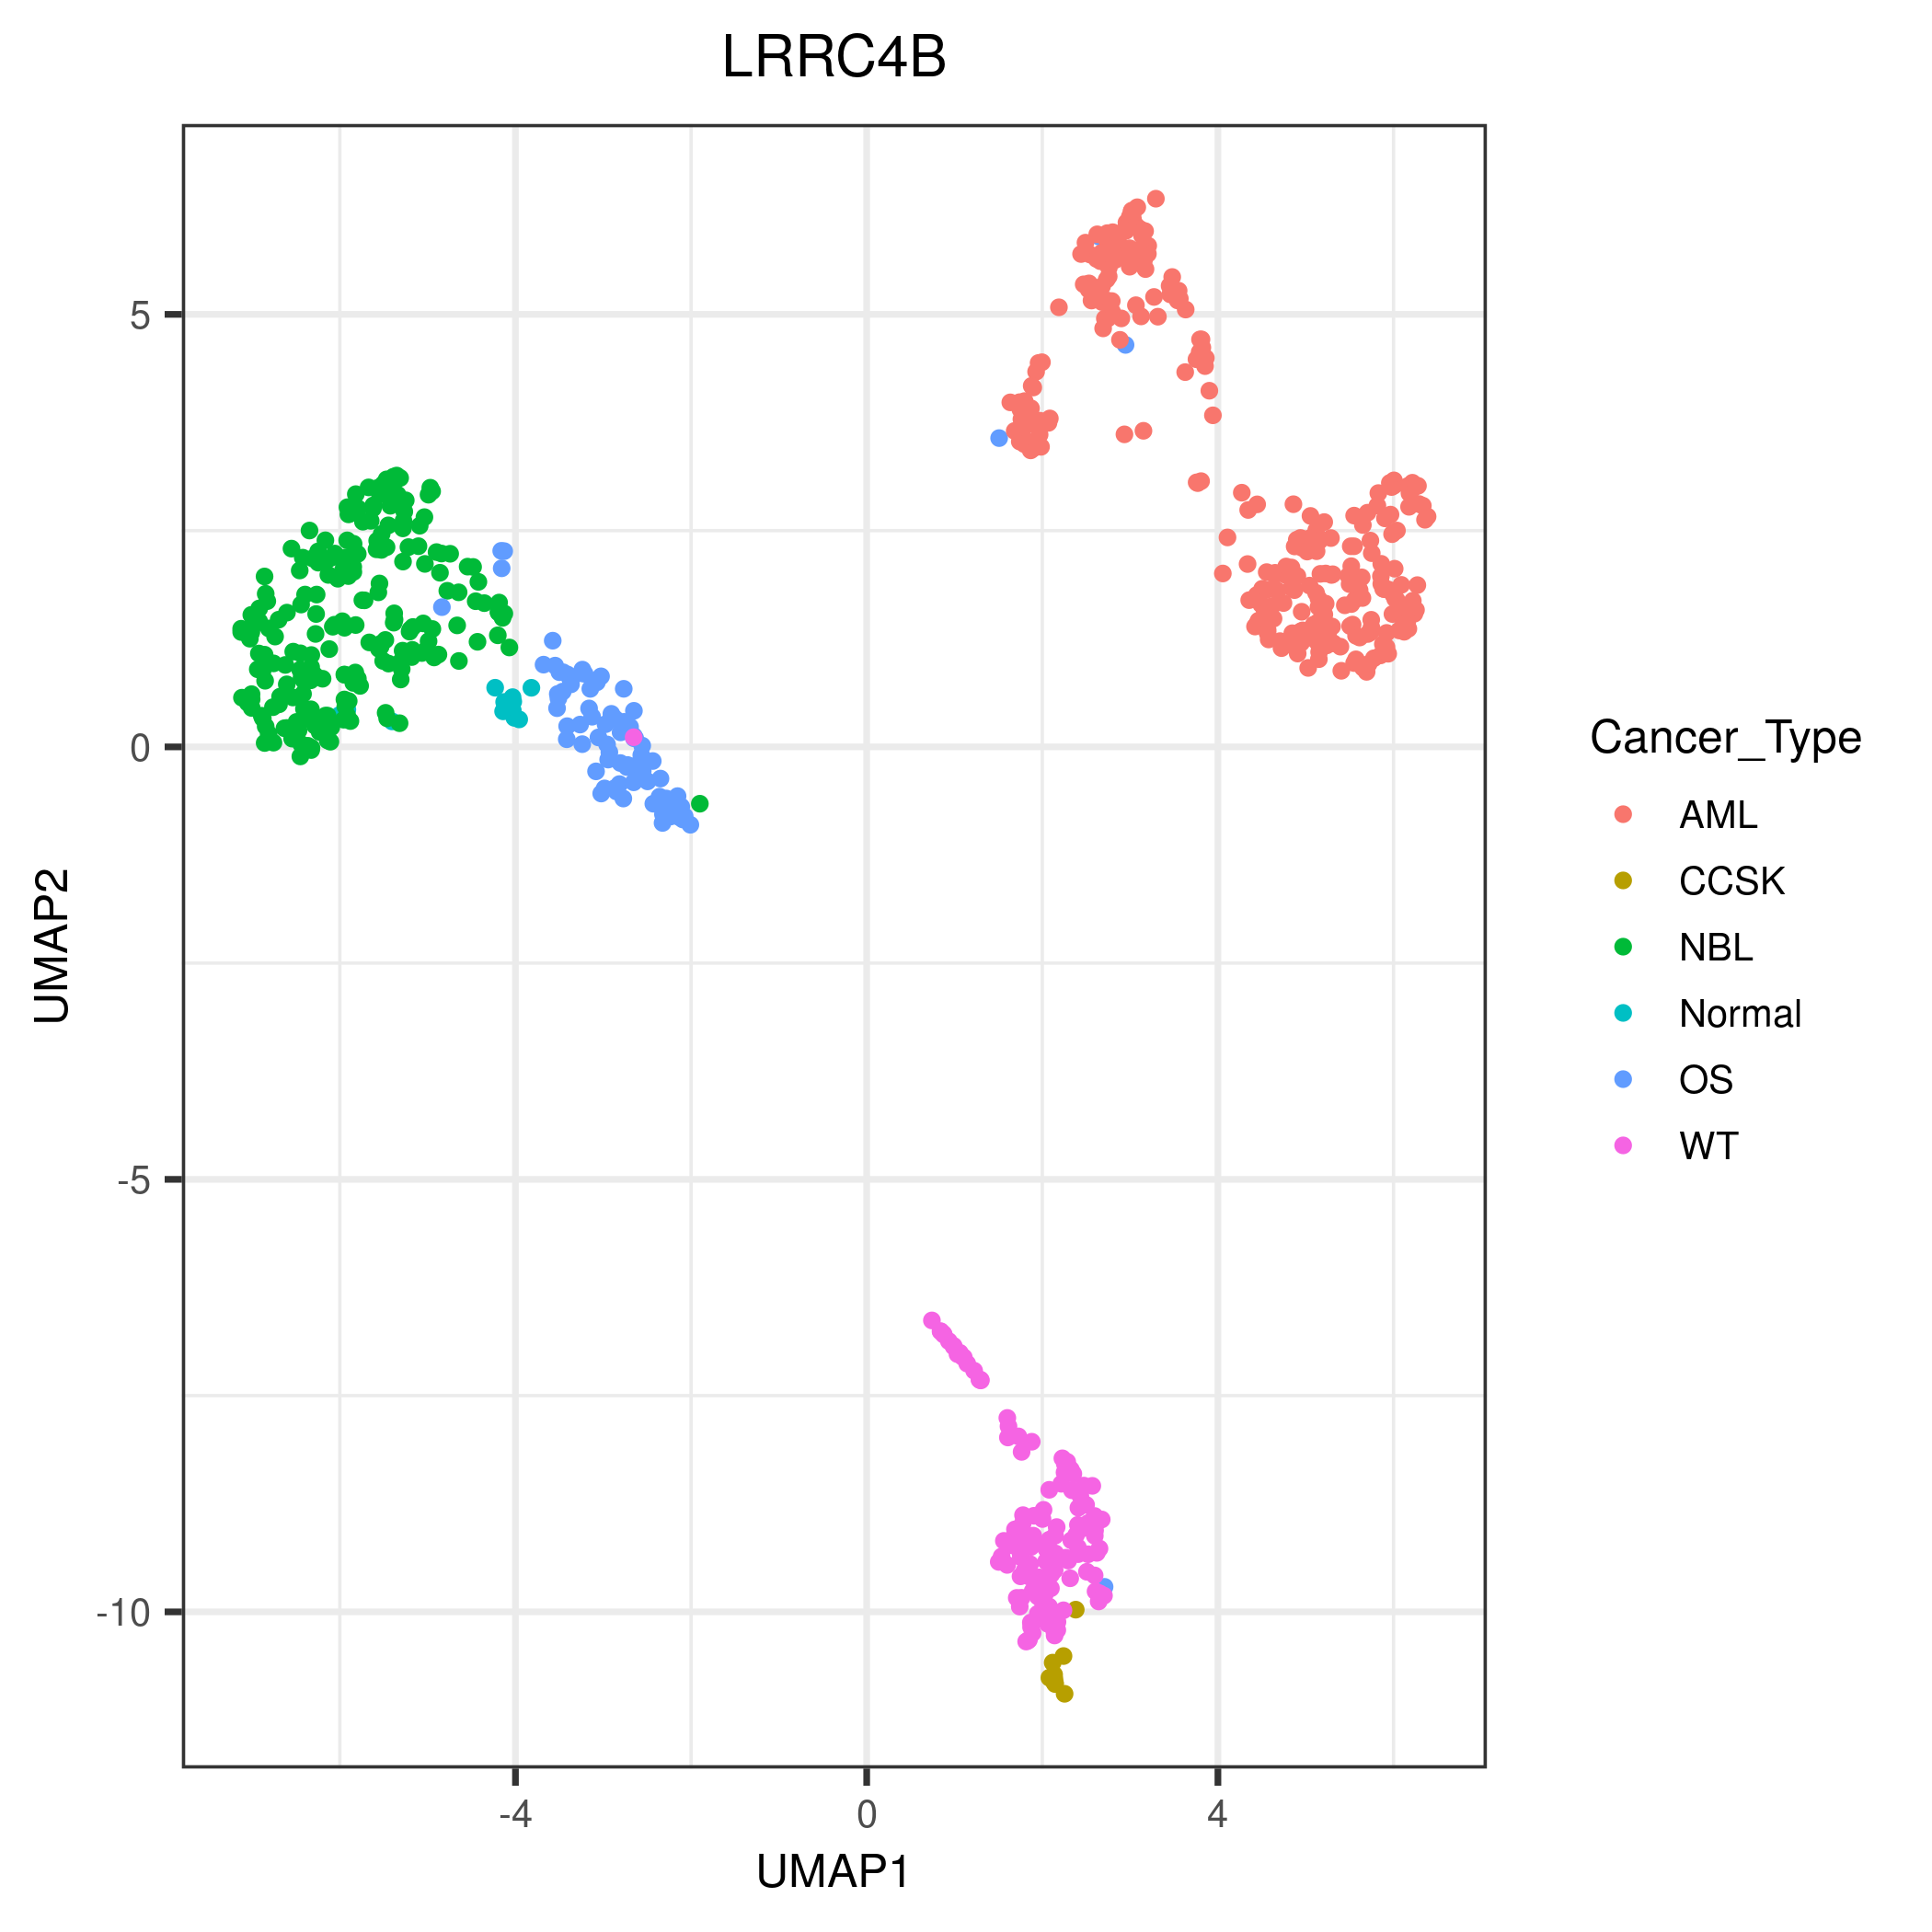 LRRC4B
5
0
-5
-10
UMAP2
-4
0
4
UMAP1
Cancer_Type
AML
CCSK
NBL
Normal
OS
WT